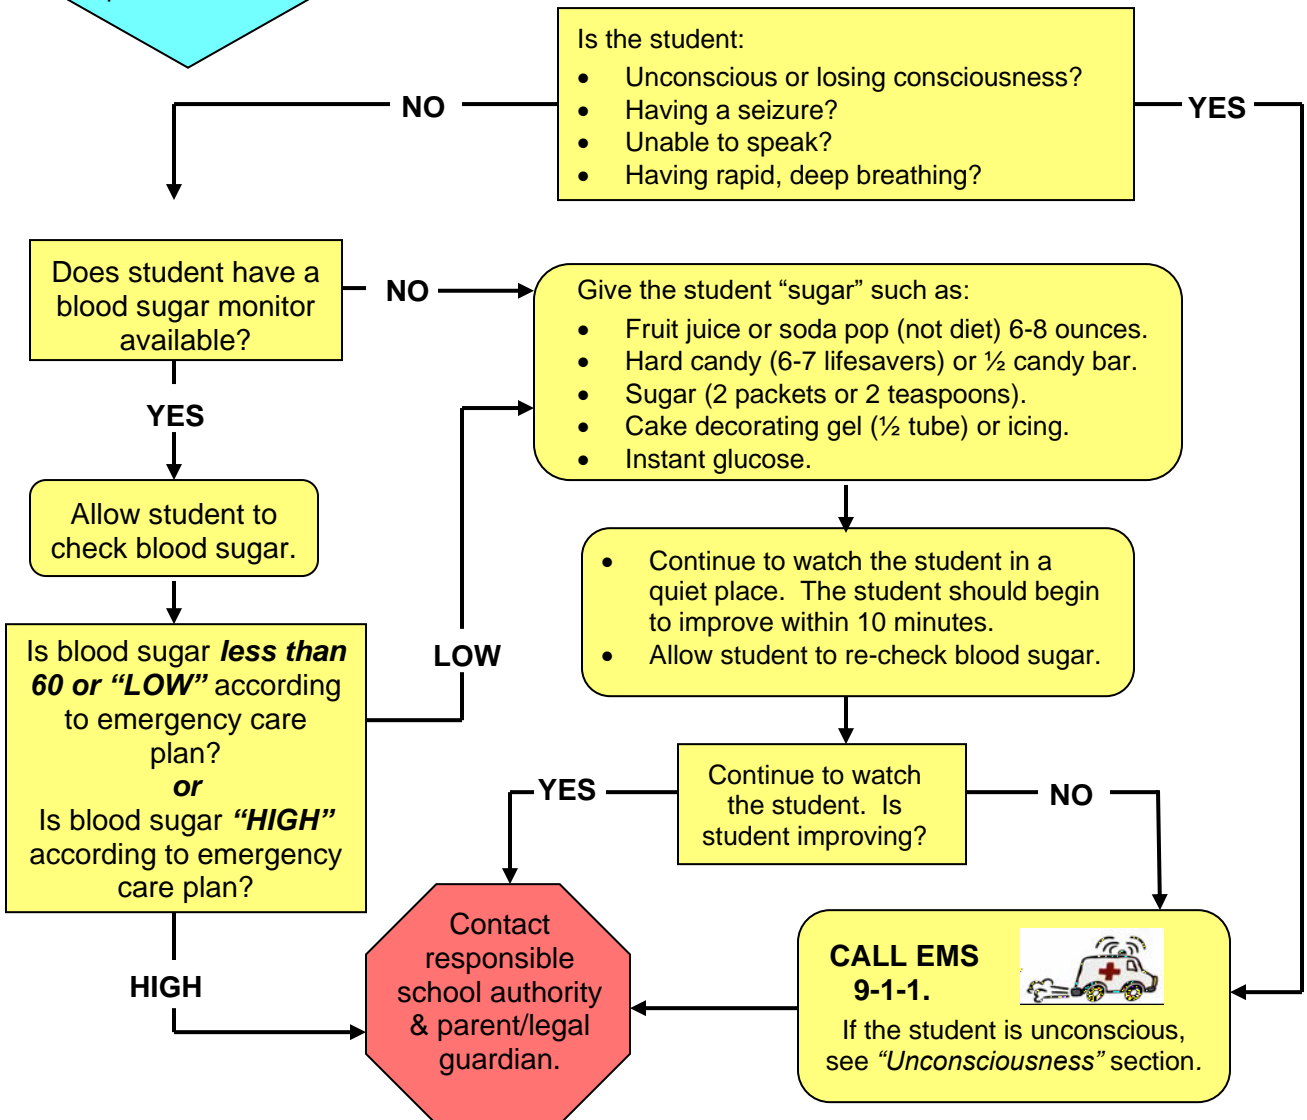 Is the student:
• Unconscious or losing consciousness?
• Having a seizure?
• Unable to speak?
• Having rapid, deep breathing?
NO
YES
Does student have a
blood sugar monitor
available?
NO
YES
Give the student “sugar” such as:
• Fruit juice or soda pop (not diet) 6-8 ounces.
• Hard candy (6-7 lifesavers) or ½ candy bar.
• Sugar (2 packets or 2 teaspoons).
• Cake decorating gel (½ tube) or icing.
• Instant glucose.
Allow student to
check blood sugar.
• Continue to watch the student in a
quiet place. The student should begin
to improve within 10 minutes.
• Allow student to re-check blood sugar.
Is blood sugar less than
60 or “LOW” according
to emergency care
plan?
or
Is blood sugar “HIGH”
according to emergency
care plan?
LOW
HIGH
Continue to watch
the student. Is
student improving?
YES
NO
Contact
responsible
school authority
& parent/legal
guardian.
CALL EMS
9-1-1.
If the student is unconscious,
see “Unconsciousness” section.